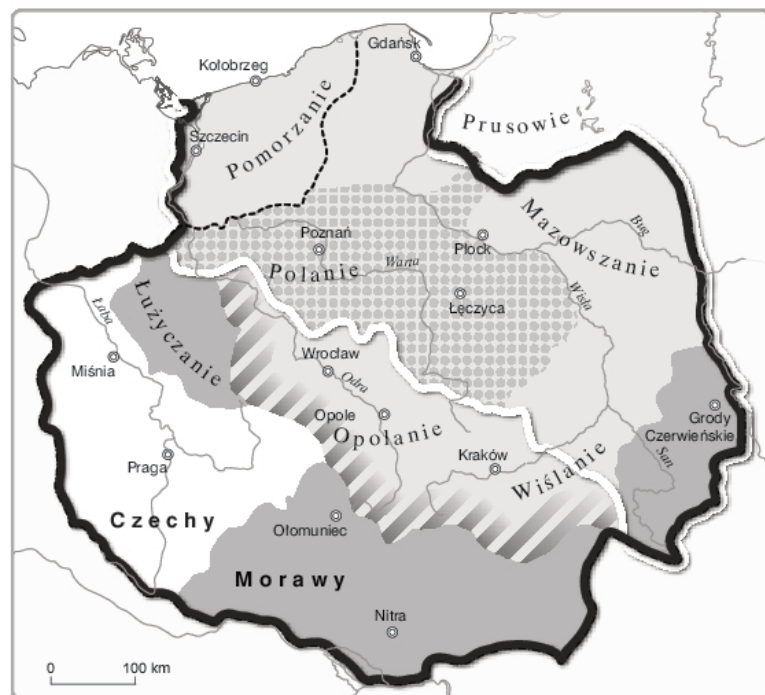 Gdańsk
Kołobrzeg
Prusowie
Szczecin
Pomorzanie
Mazowszanie
Bug
Poznań
Płock
Polanie
Warta
Wisła
Łęczyca
Łużyczanie
Łaba
Miśnia
Wrocław
Odra
Opole
Opolanie
Grody
Czerwieńskie
Kraków
Wiślanie
San
Praga
Czechy
Ołomuniec
Morawy
Nitra
0 100 km